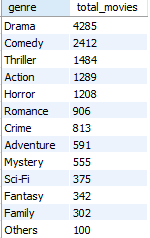 genre total_movies
Drama 4285
Comedy 2412
Thriller 1484
Action 1289
Horror 1208
Romance 906
Crime 813
Adventure 591
Mystery 555
Sci-Fi 375
Fantasy 342
Family 302
Others 100